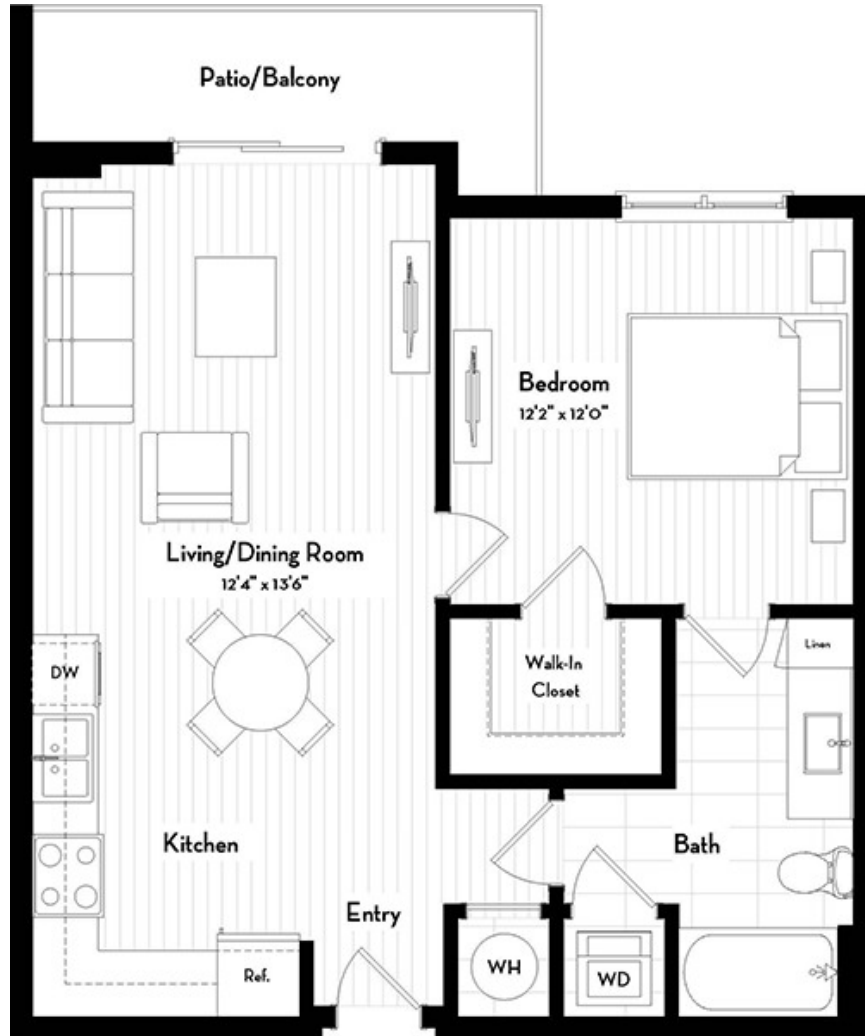 Patio/Balcony
Bedroom
12'2" x 12'0"
Living/Dining Room
12'4" x 13'6"
DW
Walk-In
Closet
Linen
Kitchen
Bath
Entry
Ref.
WH
WD